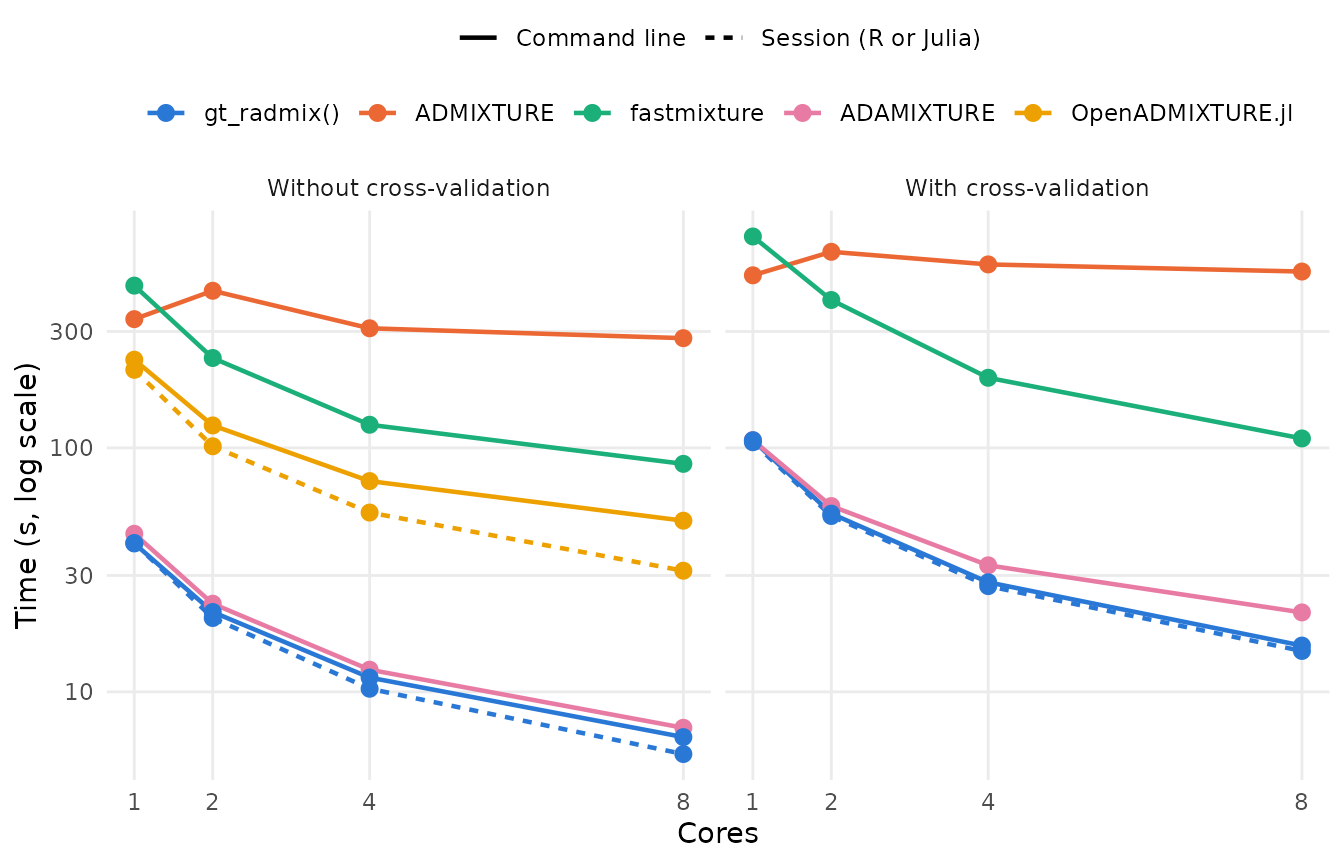 Command line Session (R or Julia)
gt_radmix() ADMIXTURE fastmixture ADAMIXTURE OpenADMIXTURE.jl
Without cross-validation With cross-validation
Time (s, log scale)
300
100
30
10
1 2 4 8 1 2 4 8
Cores